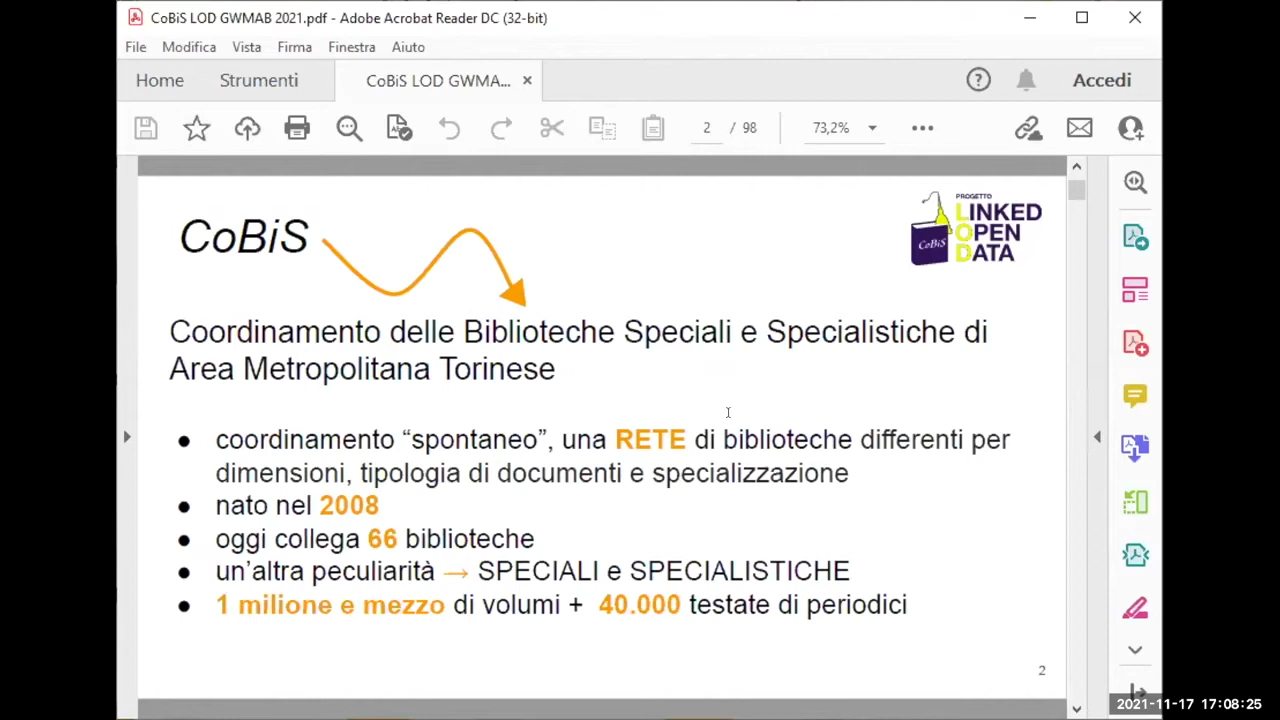 CoBiS LOD GWMAB 2021.pdf - Adobe Acrobat Reader DC (32-bit)
File Modifica Vista Firma Finestra Aiuto
Home Strumenti CoBiS LOD GWMA... × Accedi
2 / 98 73,2%
CoBiS
PROGETTO
LINKED
OPEN
DATA
CoBiS
Coordinamento delle Biblioteche Speciali e Specialistiche di
Area Metropolitana Torinese
● coordinamento “spontaneo”, una RETE di biblioteche differenti per
dimensioni, tipologia di documenti e specializzazione
● nato nel 2008
● oggi collega 66 biblioteche
● un’altra peculiarità → SPECIALI e SPECIALISTICHE
● 1 milione e mezzo di volumi + 40.000 testate di periodici
2
2021-11-17 17:08:25